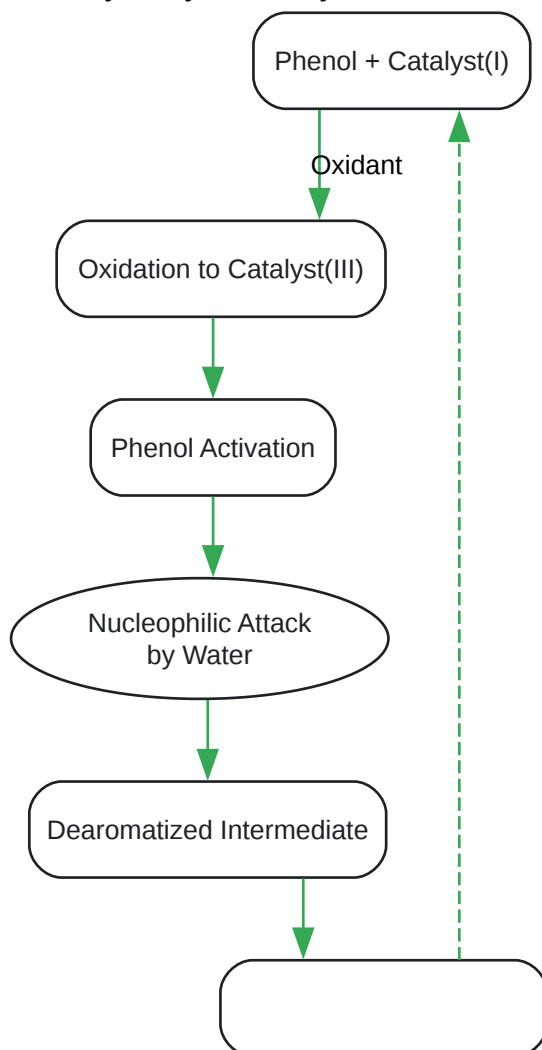 Phenol + Catalyst(I)
Oxidant
Oxidation to Catalyst(III)
Phenol Activation
Nucleophilic Attack
by Water
Dearomatized Intermediate